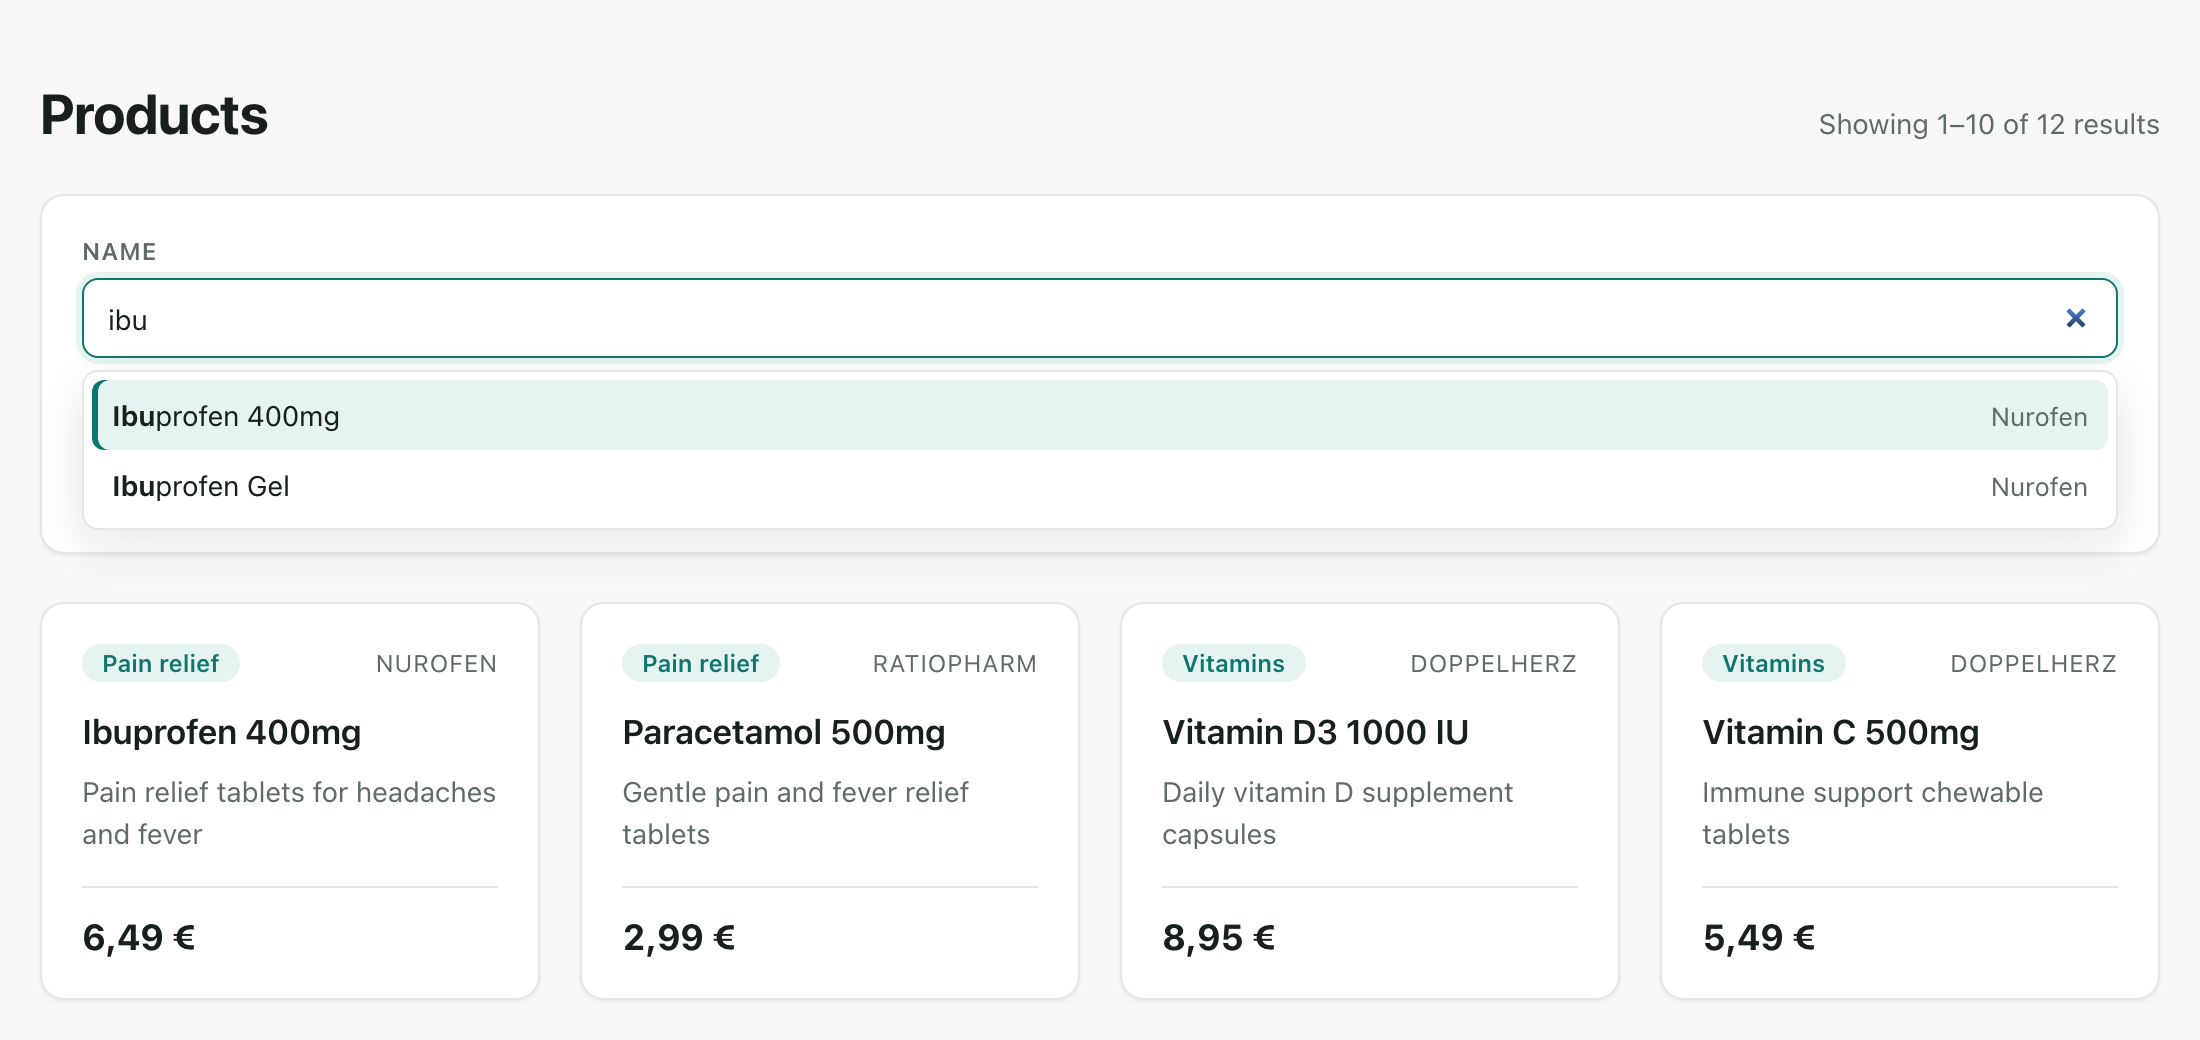 Products
Showing 1–10 of 12 results
NAME
ibu
Ibuprofen 400mg Nurofen
Ibuprofen Gel Nurofen
Pain relief NUROFEN
Ibuprofen 400mg
Pain relief tablets for headaches
and fever
6,49 €
Pain relief RATIOPHARM
Paracetamol 500mg
Gentle pain and fever relief
tablets
2,99 €
Vitamins DOPPELHERZ
Vitamin D3 1000 IU
Daily vitamin D supplement
capsules
8,95 €
Vitamins DOPPELHERZ
Vitamin C 500mg
Immune support chewable
tablets
5,49 €